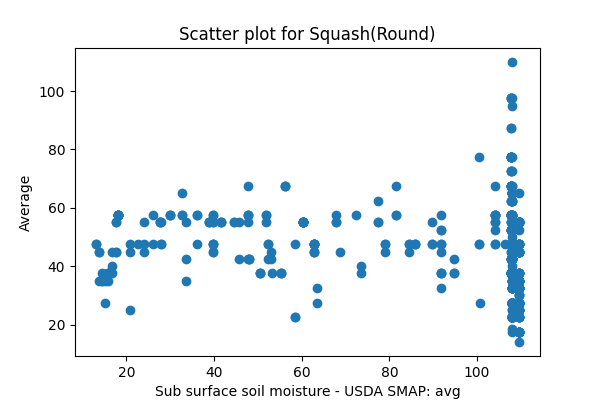 Scatter plot for Squash(Round)
100
80
60
40
20
Average
20 40 60 80 100
Sub surface soil moisture - USDA SMAP: avg